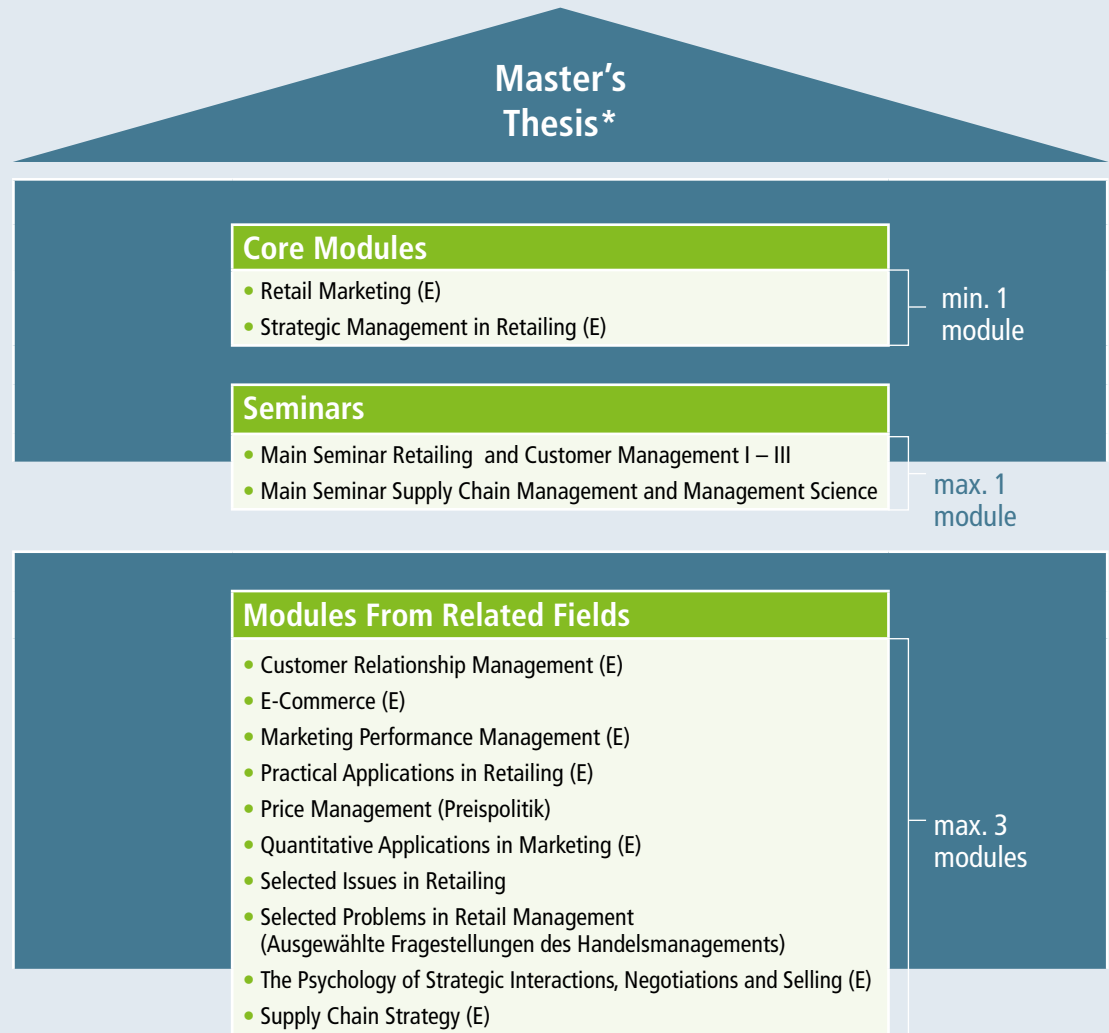 Master's
Thesis*
Core Modules
• Retail Marketing (E)
• Strategic Management in Retailing (E)
min. 1
module
Seminars
• Main Seminar Retailing and Customer Management I – III
• Main Seminar Supply Chain Management and Management Science
max. 1
module
Modules From Related Fields
• Customer Relationship Management (E)
• E-Commerce (E)
• Marketing Performance Management (E)
• Practical Applications in Retailing (E)
• Price Management (Preispolitik)
• Quantitative Applications in Marketing (E)
• Selected Issues in Retailing
• Selected Problems in Retail Management
(Ausgewählte Fragestellungen des Handelsmanagements)
• The Psychology of Strategic Interactions, Negotiations and Selling (E)
• Supply Chain Strategy (E)
max. 3
modules